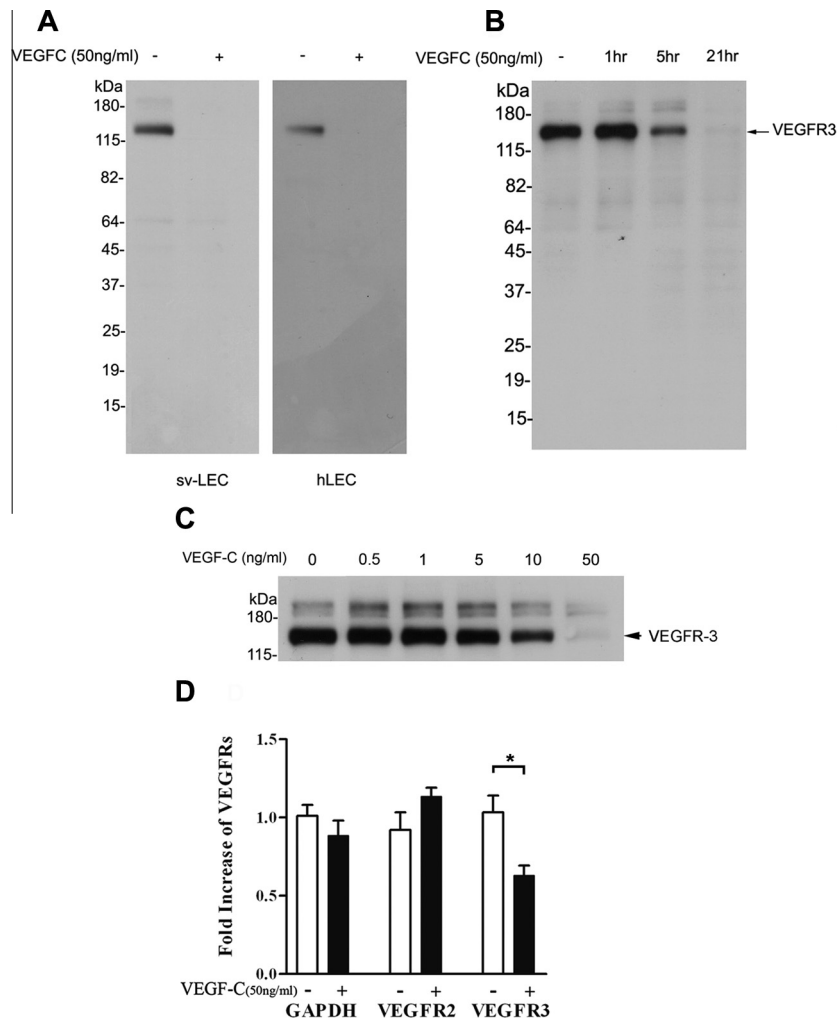 A
VEGFC (50ng/ml) - + - +
kDa
180-
115-
82-
64-
45-
37-
25-
19-
15-
sv-LEC hLEC
B
VEGFC (50ng/ml) - 1hr 5hr 21hr
kDa
180-
115-
82-
64-
45-
37-
25-
19-
15-
VEGFR3
C
VEGF-C (ng/ml) 0 0.5 1 5 10 50
kDa
180-
115-
VEGFR-3
D
Fold Increase of VEGFRs
1.5
1.0
0.5
0.0
*
VEGF-C(50ng/ml) - + - + - +
GAPDH VEGFR2 VEGFR3